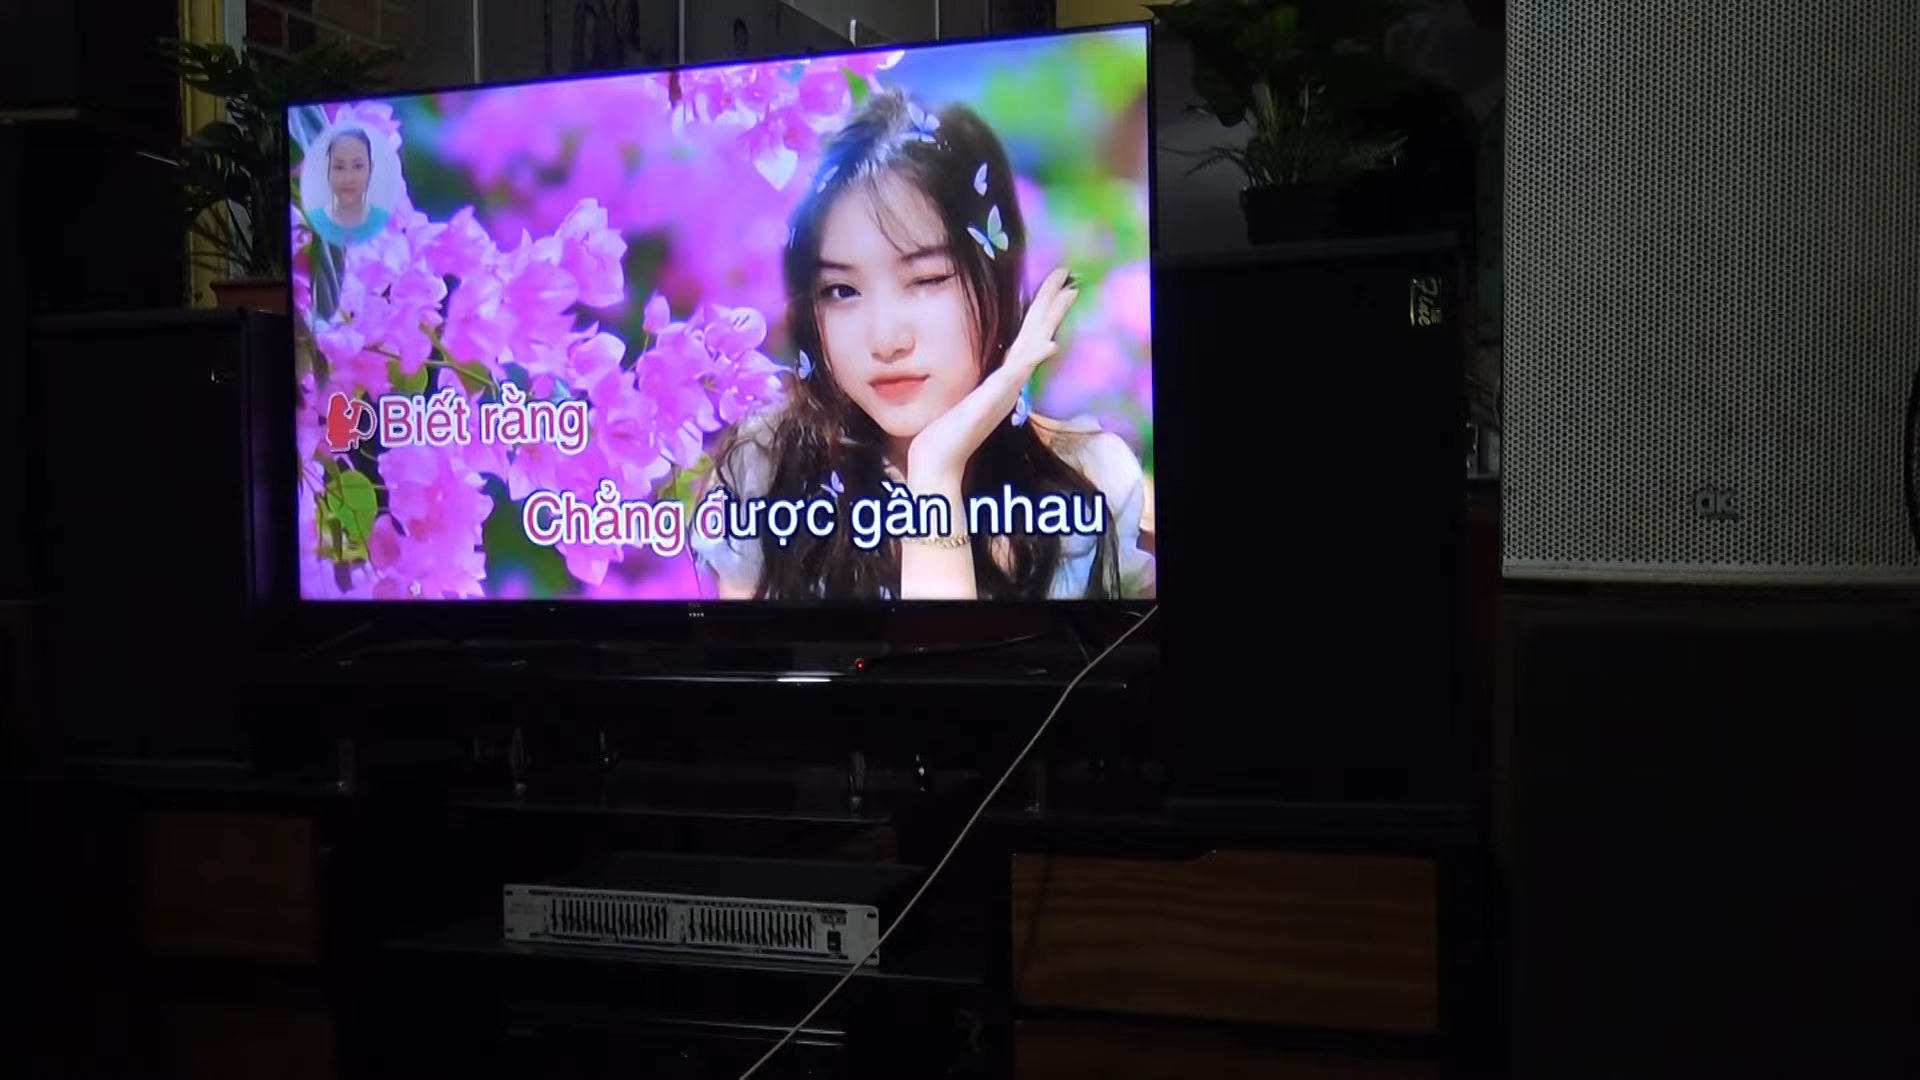 Biết rằng
Chẳng được gần nhau